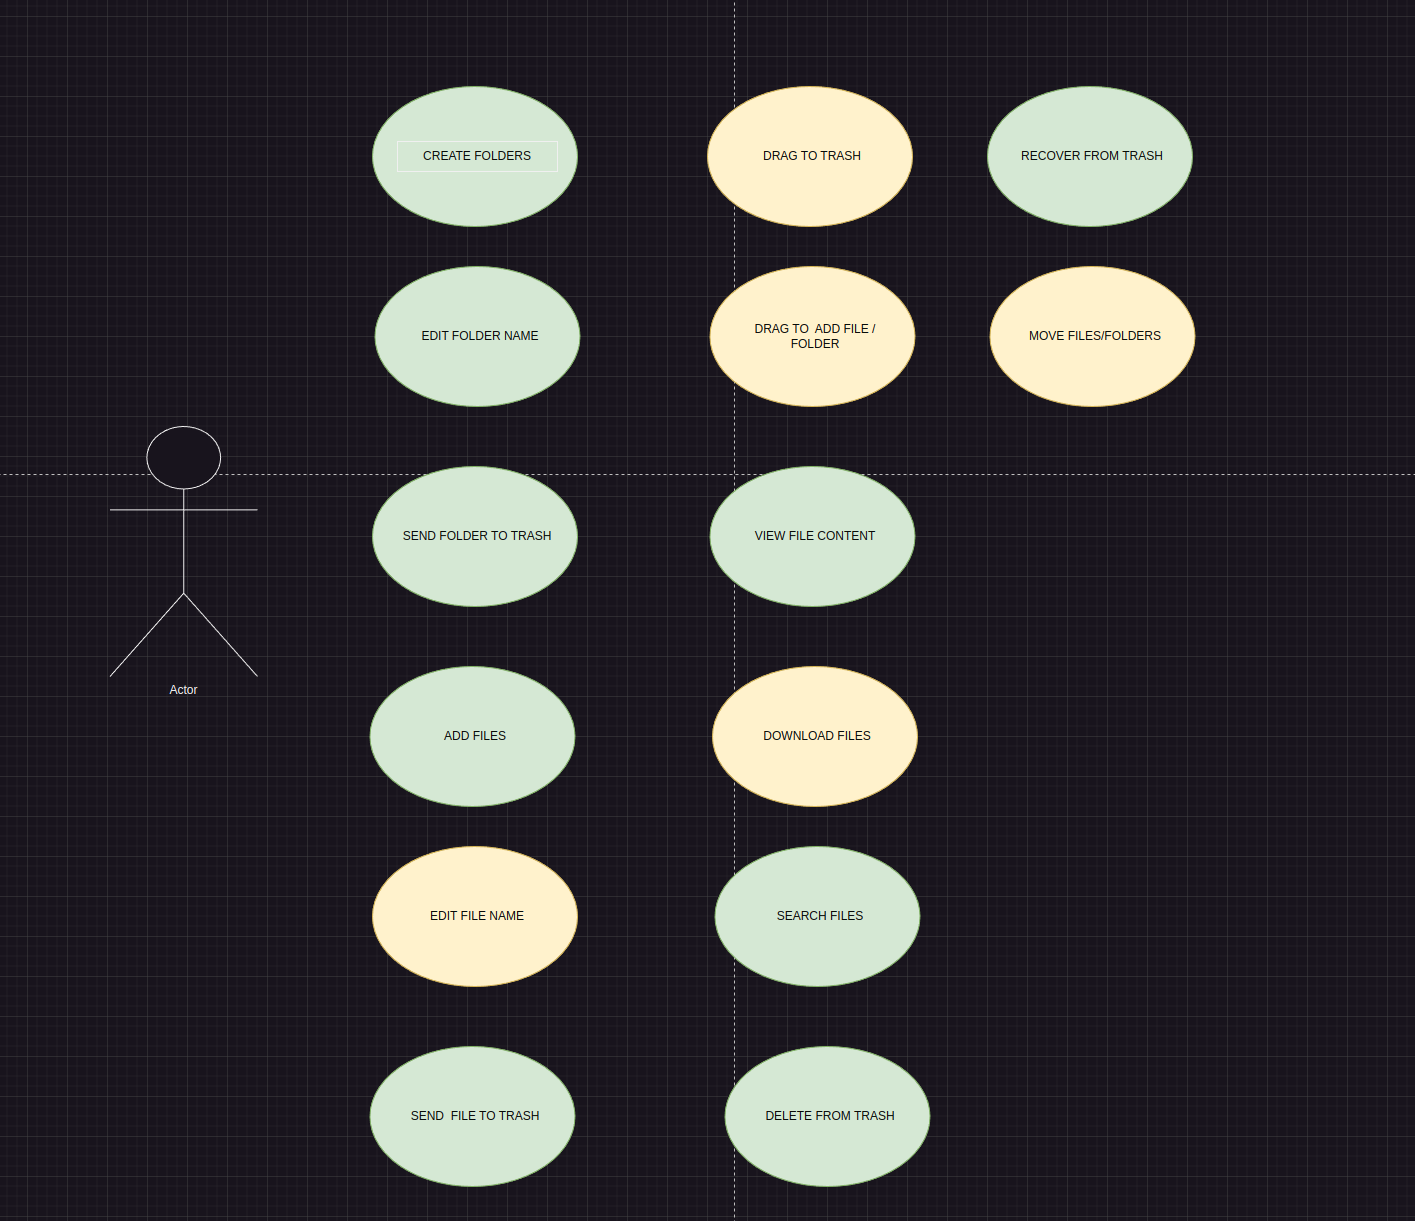 CREATE FOLDERS
DRAG TO TRASH
RECOVER FROM TRASH
EDIT FOLDER NAME
DRAG TO  ADD FILE /
FOLDER
MOVE FILES/FOLDERS
SEND FOLDER TO TRASH
VIEW FILE CONTENT
Actor
ADD FILES
DOWNLOAD FILES
EDIT FILE NAME
SEARCH FILES
SEND  FILE TO TRASH
DELETE FROM TRASH